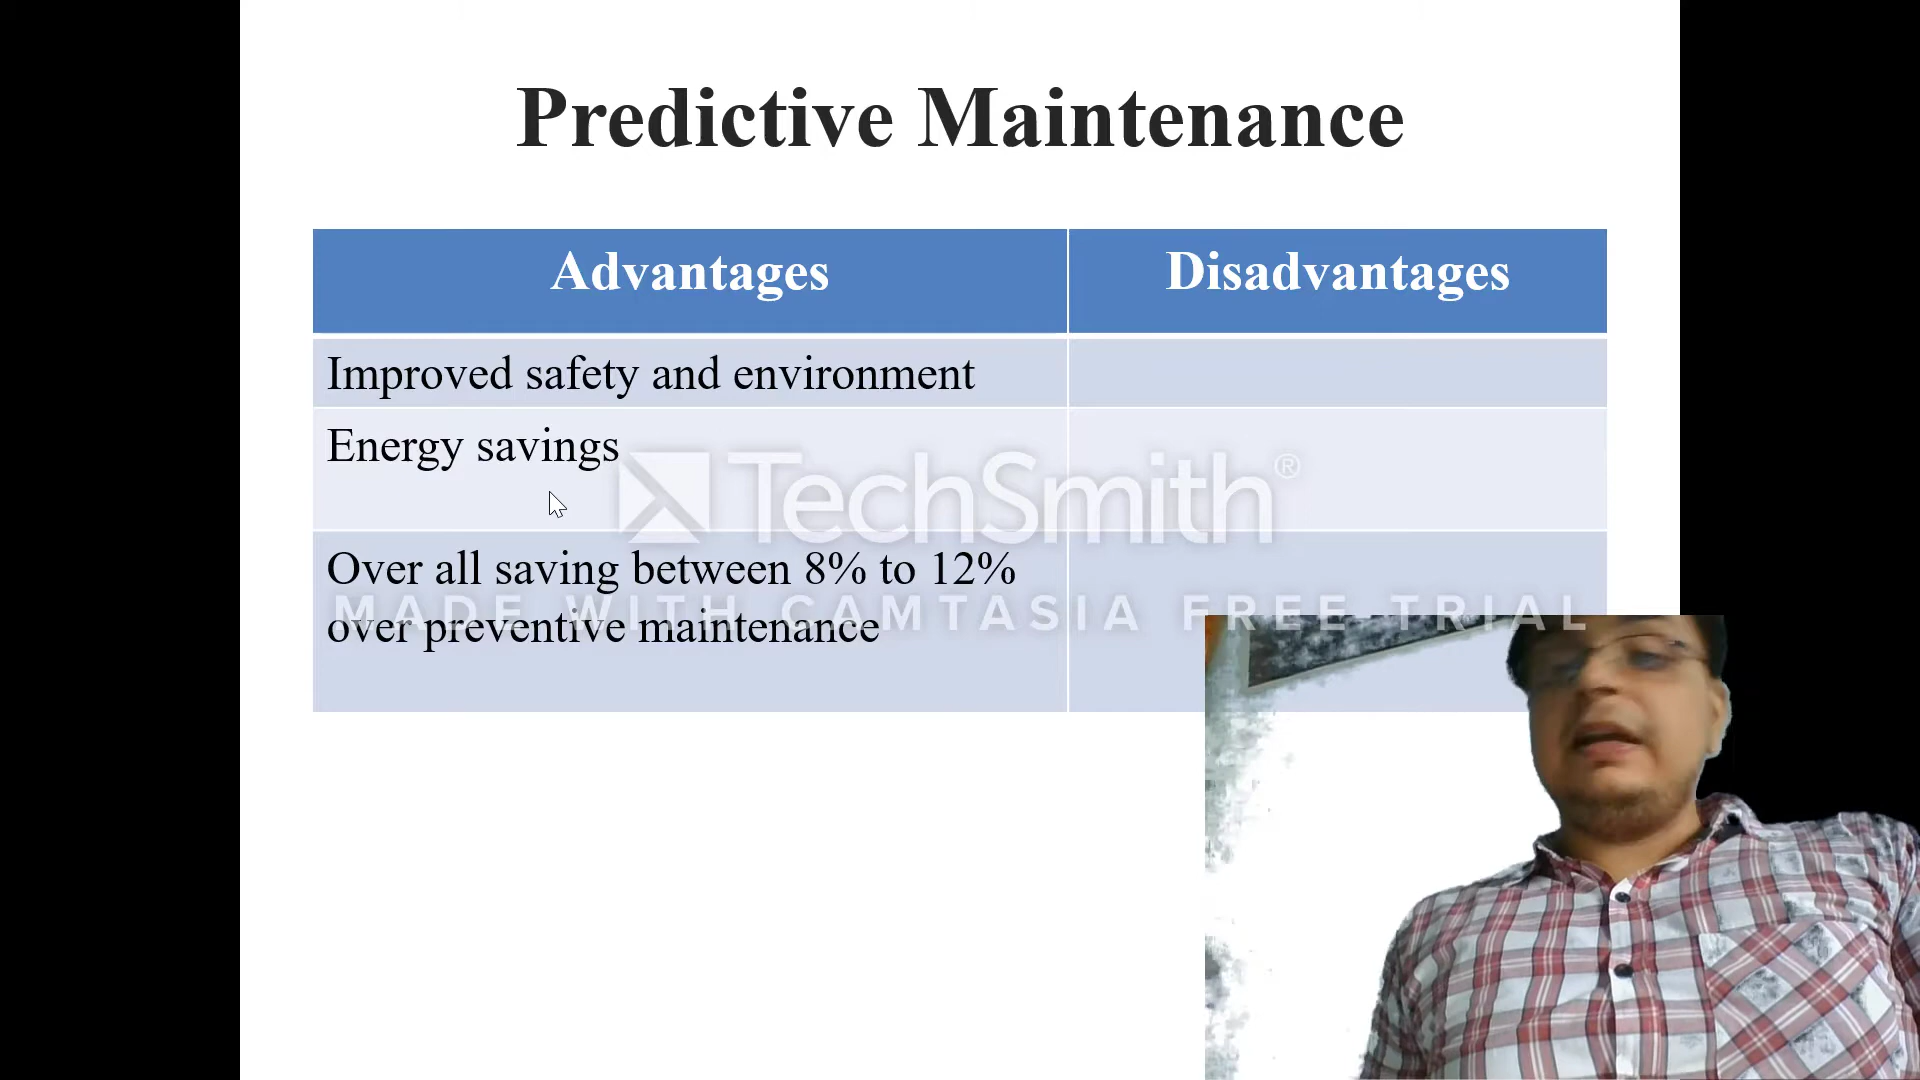 Predictive Maintenance
Advantages
Disadvantages
Improved safety and environment
Energy savings
TechSmith®
Over all saving between 8% to 12%
MADE WITH CAMTASIA FREE TRIAL
over preventive maintenance